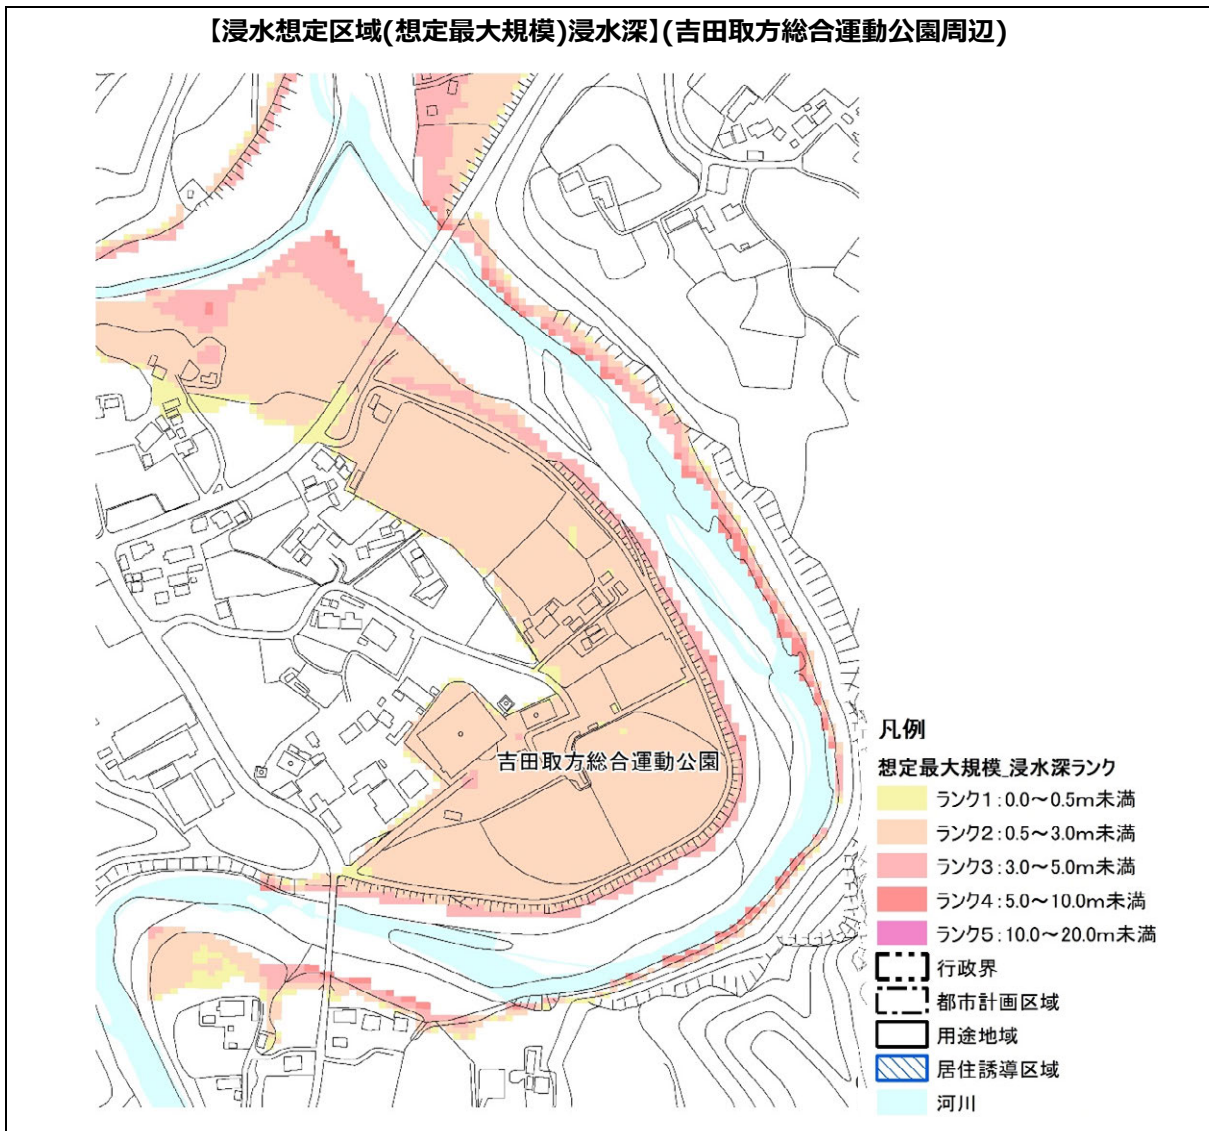 【浸水想定区域(想定最大規模)浸水深】(吉田取方総合運動公園周辺)
吉田取方総合運動公園
凡例
想定最大規模_浸水深ランク
ランク1:0.0~0.5m未満
ランク2:0.5~3.0m未満
ランク3:3.0~5.0m未満
ランク4:5.0~10.0m未満
ランク5:10.0~20.0m未満
行政界
都市計画区域
用途地域
居住誘導区域
河川